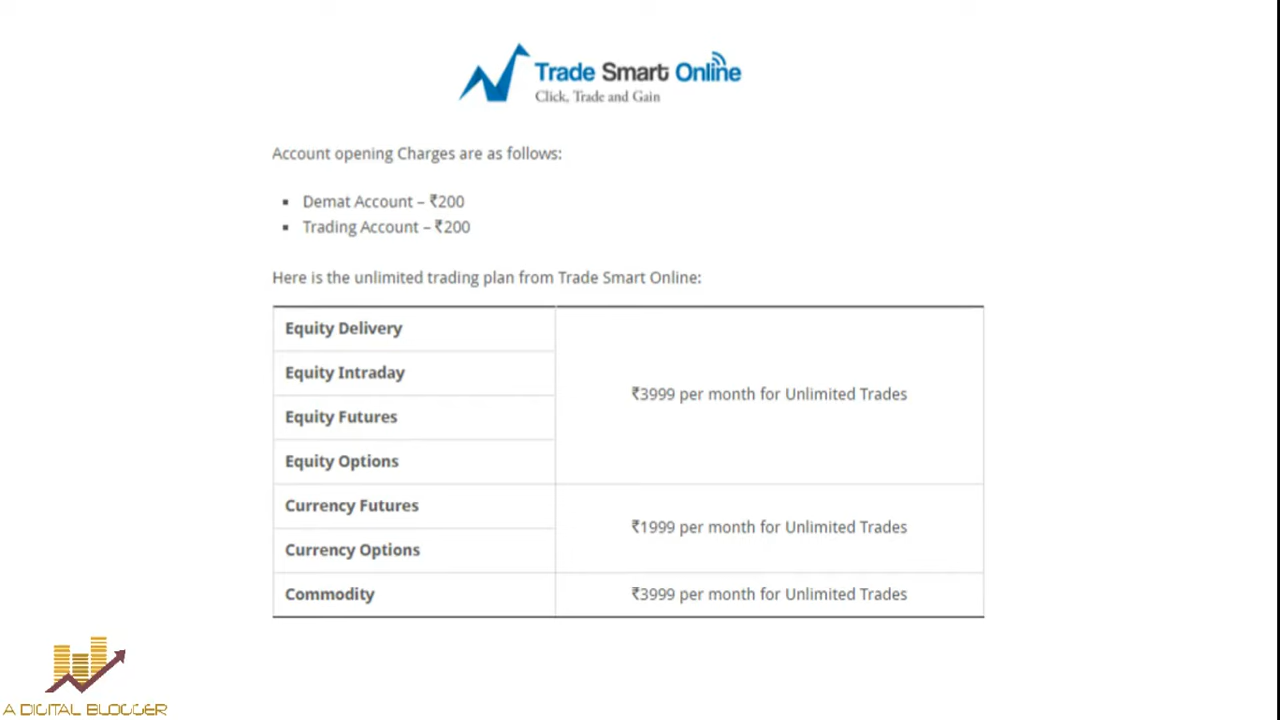 Trade Smart Online
Click, Trade and Gain
Account opening Charges are as follows:
▪ Demat Account – ₹200
▪ Trading Account – ₹200
Here is the unlimited trading plan from Trade Smart Online:
Equity Delivery
Equity Intraday
₹3999 per month for Unlimited Trades
Equity Futures
Equity Options
Currency Futures
₹1999 per month for Unlimited Trades
Currency Options
Commodity ₹3999 per month for Unlimited Trades
A DIGITAL BLOGGER